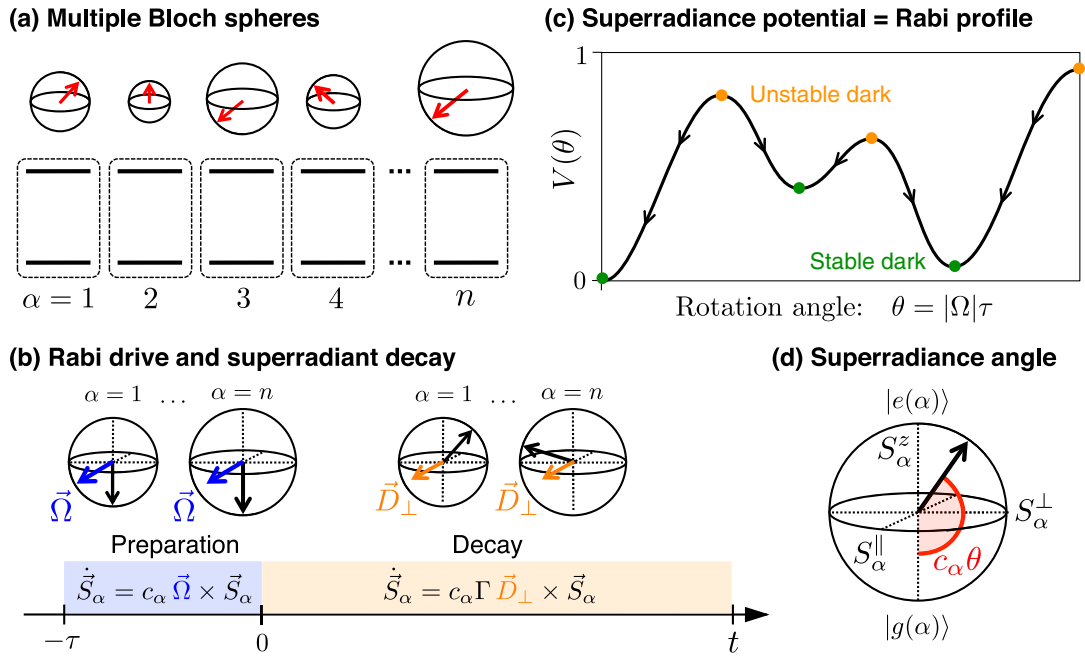 (a) Multiple Bloch spheres
α = 1 2 3 4 ... n
(b) Rabi drive and superradiant decay
α = 1 ... α = n
α = 1 ... α = n
Ω⃗ Ω⃗
D⃗⊥ D⃗⊥
Preparation
Decay
S⃗̇α = cα Ω⃗ × S⃗α
S⃗̇α = cαΓ D⃗⊥ × S⃗α
−τ 0 t
(c) Superradiance potential = Rabi profile
1
Unstable dark
V(θ)
Stable dark
0
Rotation angle: θ = |Ω|τ
(d) Superradiance angle
|e(α)⟩
Sαᶻ
Sα⊥
Sα∥
cαθ
|g(α)⟩